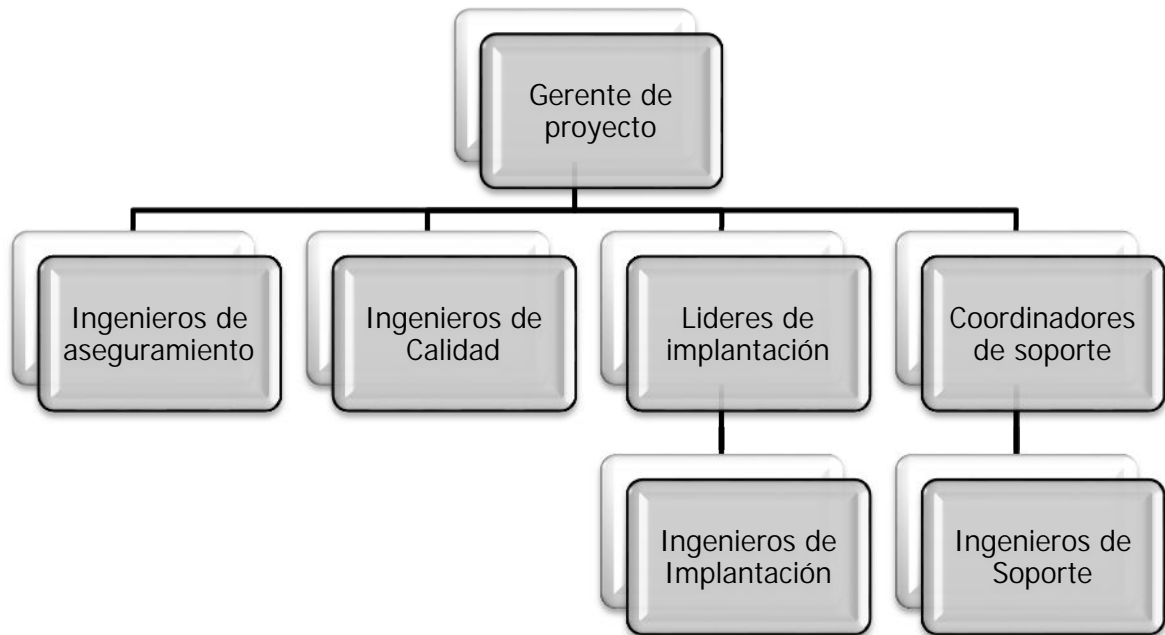 Gerente de
proyecto
Ingenieros de
aseguramiento
Ingenieros de
Calidad
Lideres de
implantación
Coordinadores
de soporte
Ingenieros de
Implantación
Ingenieros de
Soporte